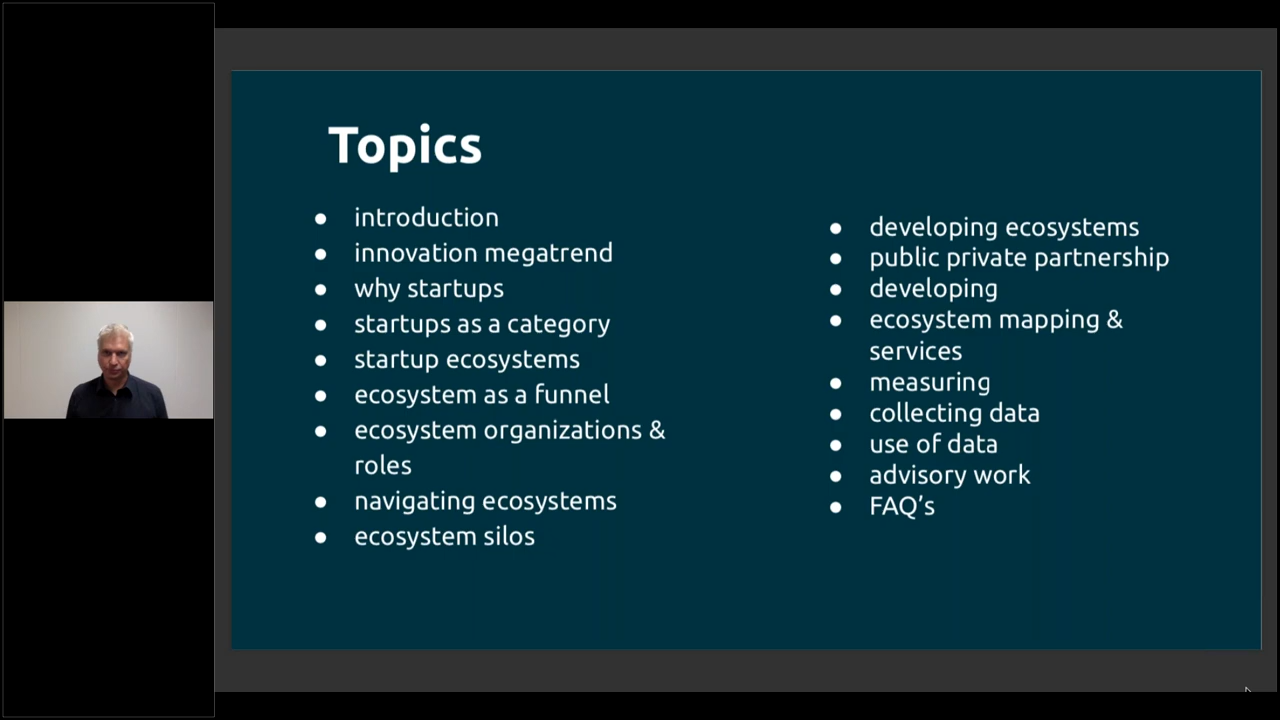 Topics
● introduction
● innovation megatrend
● why startups
● startups as a category
● startup ecosystems
● ecosystem as a funnel
● ecosystem organizations &
roles
● navigating ecosystems
● ecosystem silos
● developing ecosystems
● public private partnership
● developing
● ecosystem mapping &
services
● measuring
● collecting data
● use of data
● advisory work
● FAQ’s